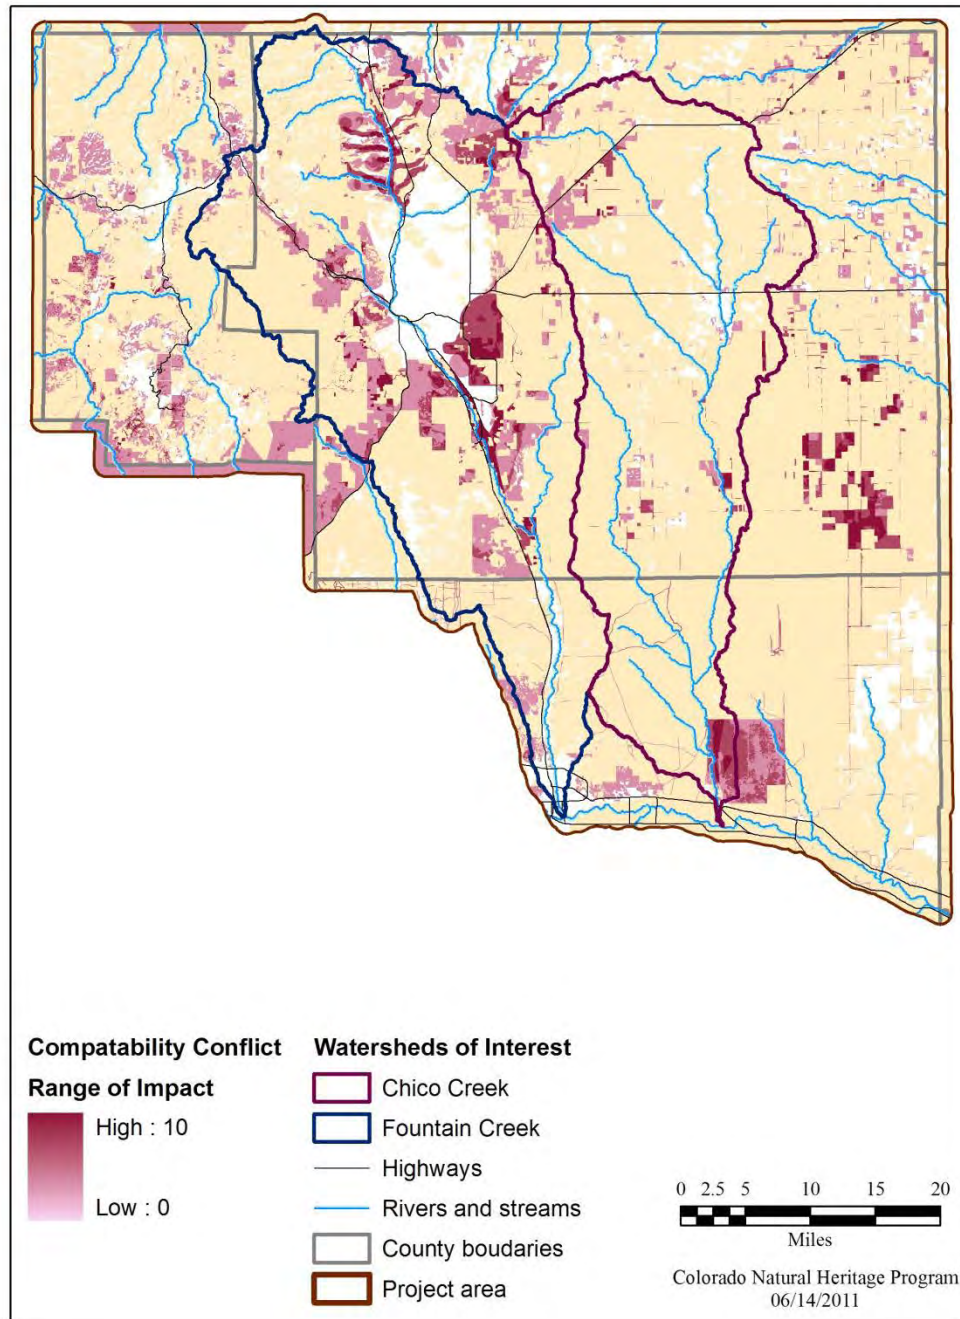 Compatability Conflict
Range of Impact
High : 10
Low : 0
Watersheds of Interest
Chico Creek
Fountain Creek
Highways
Rivers and streams
County boudaries
Project area
0 2.5 5 10 15 20
Miles
Colorado Natural Heritage Program
06/14/2011